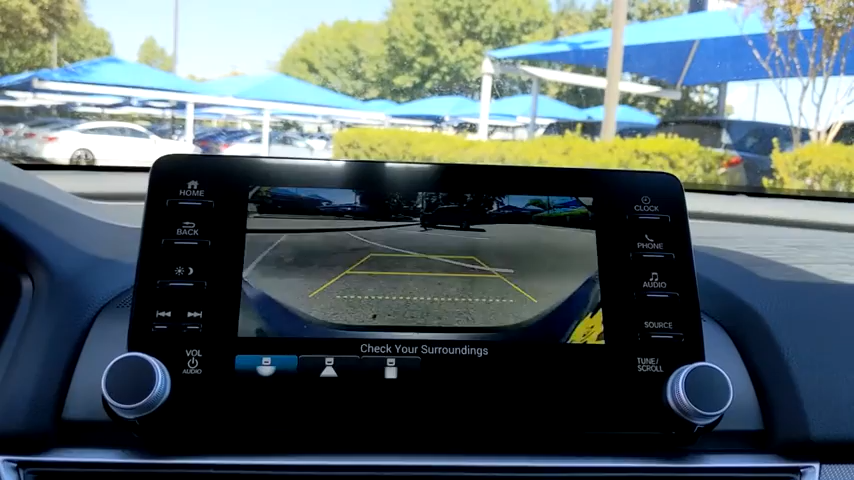 HOME
BACK
VOL
AUDIO
Check Your Surroundings
CLOCK
PHONE
AUDIO
SOURCE
TUNE/
SCROLL